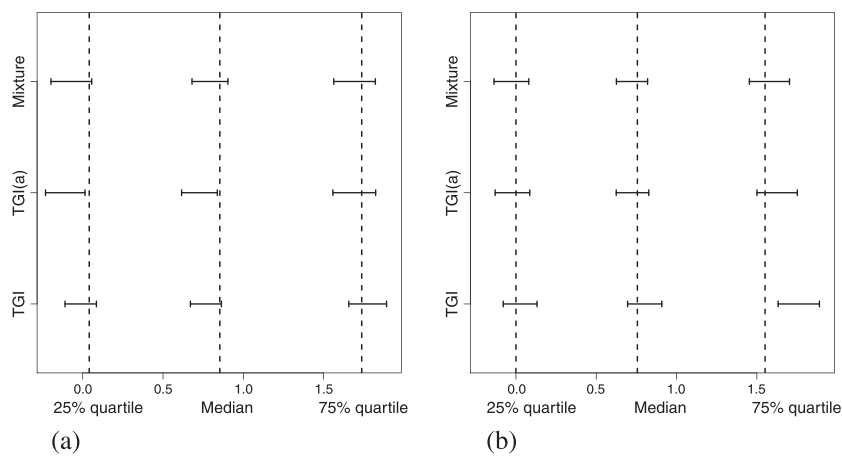 Mixture
TGI(a)
TGI
0.0 0.5 1.0 1.5
25% quartile Median 75% quartile
(a)
Mixture
TGI(a)
TGI
0.0 0.5 1.0 1.5
25% quartile Median 75% quartile
(b)